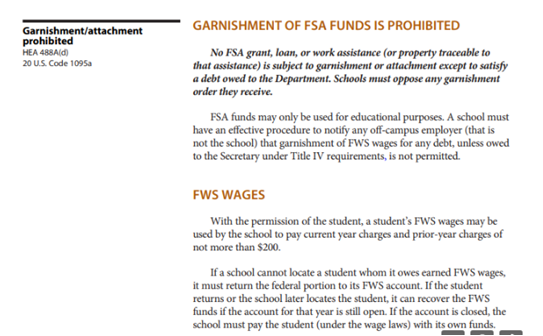 Garnishment/attachment
prohibited
HEA 488A(d)
20 U.S. Code 1095a
GARNISHMENT OF FSA FUNDS IS PROHIBITED
No FSA grant, loan, or work assistance (or property traceable to
that assistance) is subject to garnishment or attachment except to satisfy
a debt owed to the Department. Schools must oppose any garnishment
order they receive.
FSA funds may only be used for educational purposes. A school must
have an effective procedure to notify any off-campus employer (that is
not the school) that garnishment of FWS wages for any debt, unless owed
to the Secretary under Title IV requirements, is not permitted.
FWS WAGES
With the permission of the student, a student's FWS wages may be
used by the school to pay current year charges and prior-year charges of
not more than $200.
If a school cannot locate a student whom it owes earned FWS wages,
it must return the federal portion to its FWS account. If the student
returns or the school later locates the student, it can recover the FWS
funds if the account for that year is still open. If the account is closed, the
school must pay the student (under the wage laws) with its own funds.